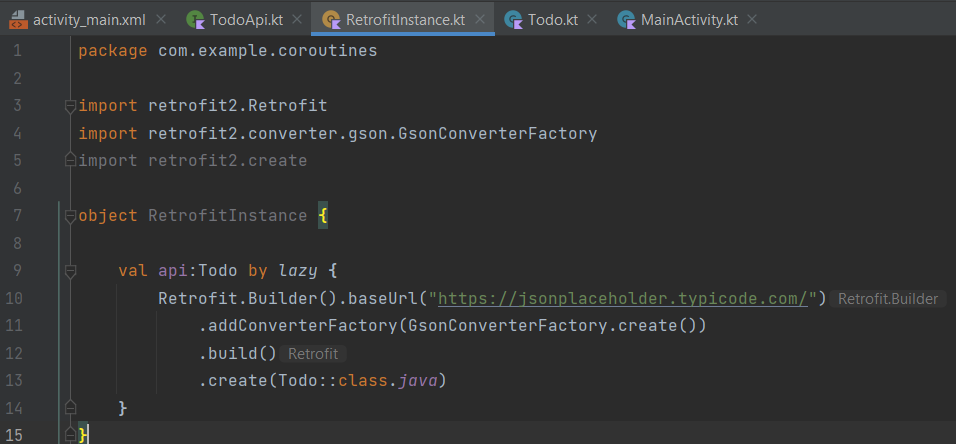 activity_main.xml TodoApi.kt RetrofitInstance.kt Todo.kt MainActivity.kt
1 package com.example.coroutines
2
3 import retrofit2.Retrofit
4 import retrofit2.converter.gson.GsonConverterFactory
5 import retrofit2.create
6
7 object RetrofitInstance {
8
9     val api:Todo by lazy {
10         Retrofit.Builder().baseUrl("https://jsonplaceholder.typicode.com/") Retrofit.Builder
11             .addConverterFactory(GsonConverterFactory.create())
12             .build() Retrofit
13             .create(Todo::class.java)
14     }
15 }